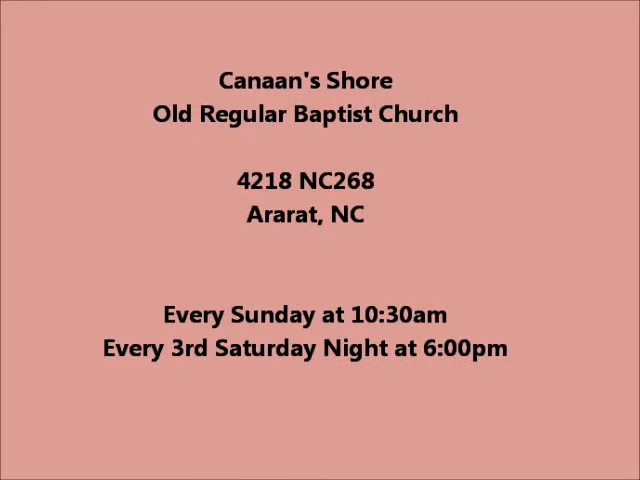 Canaan's Shore
Old Regular Baptist Church
4218 NC268
Ararat, NC
Every Sunday at 10:30am
Every 3rd Saturday Night at 6:00pm